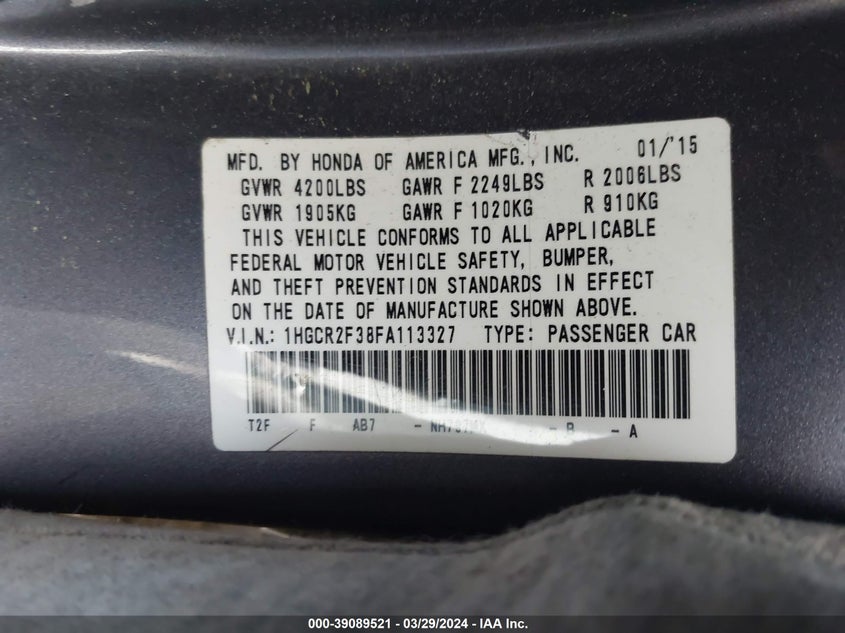 MFD. BY HONDA OF AMERICA MFG., INC. 01/'15
GVWR 4200LBS GAWR F 2249LBS R 2006LBS
GVWR 1905KG GAWR F 1020KG R 910KG
THIS VEHICLE CONFORMS TO ALL APPLICABLE
FEDERAL MOTOR VEHICLE SAFETY, BUMPER,
AND THEFT PREVENTION STANDARDS IN EFFECT
ON THE DATE OF MANUFACTURE SHOWN ABOVE.
V.I.N.: 1HGCR2F38FA113327 TYPE: PASSENGER CAR
T2F F AB7 - - B - A
000-39089521 - 03/29/2024 - IAA Inc.